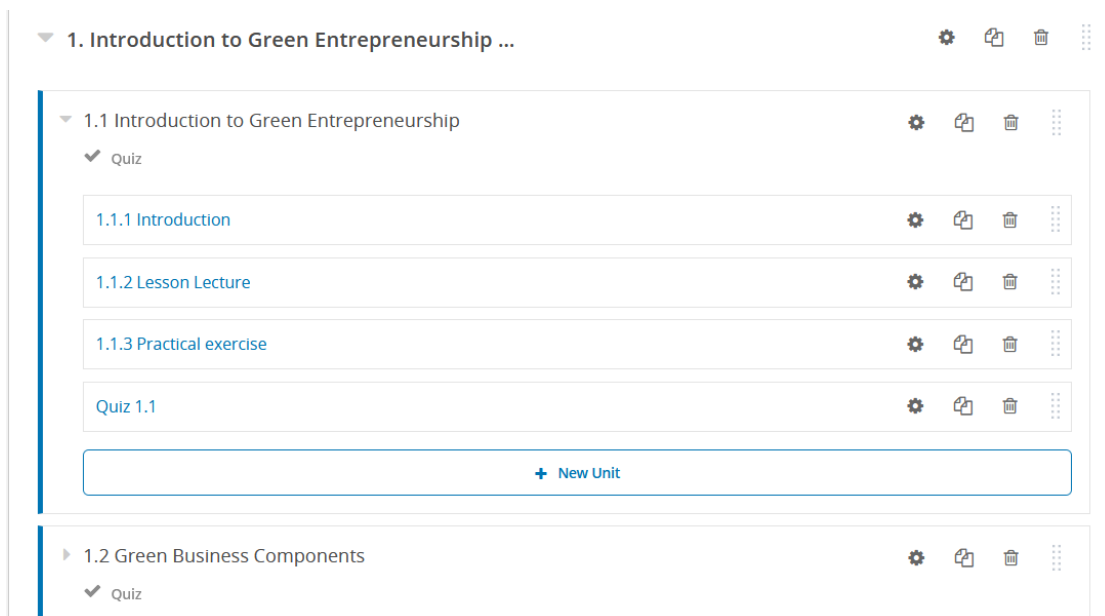 1. Introduction to Green Entrepreneurship ...
1.1 Introduction to Green Entrepreneurship
Quiz
1.1.1 Introduction
1.1.2 Lesson Lecture
1.1.3 Practical exercise
Quiz 1.1
+ New Unit
1.2 Green Business Components
Quiz